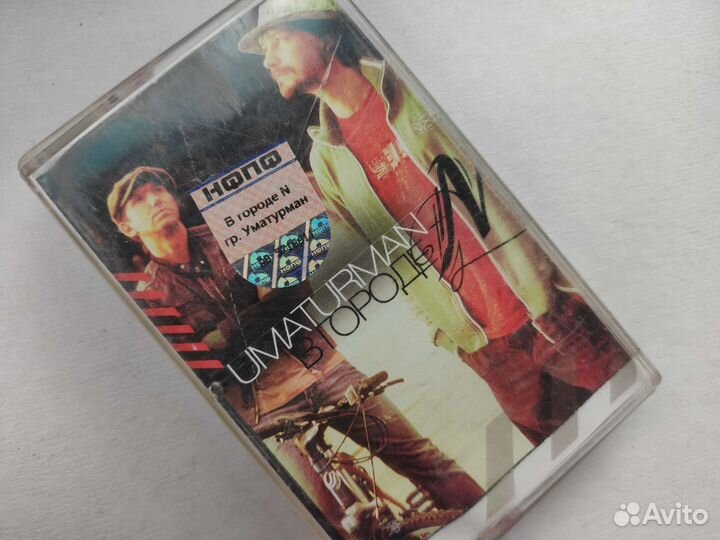 НФПФ
В городе N
гр. Уматурман
UMATURMAN
В ГОРОДЕ N
Avito